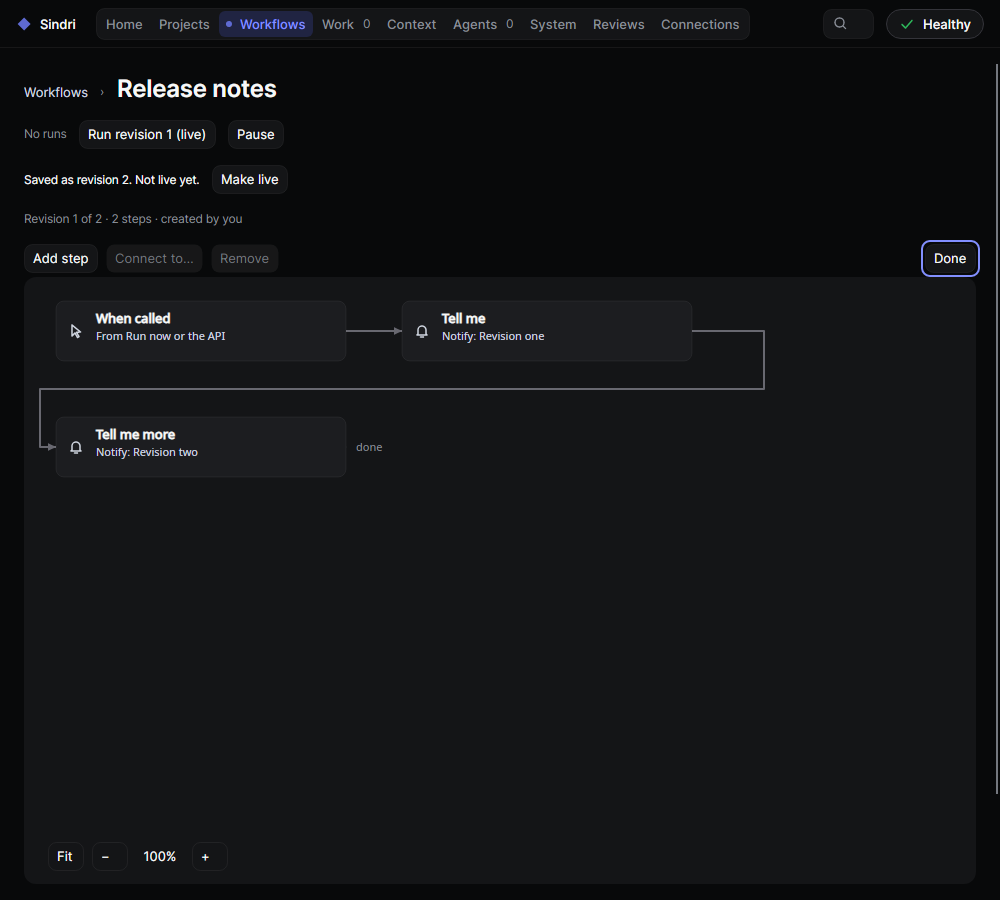 Sindri Home Projects Workflows Work 0 Context Agents 0 System Reviews Connections Healthy
Workflows › Release notes
No runs Run revision 1 (live) Pause
Saved as revision 2. Not live yet. Make live
Revision 1 of 2 · 2 steps · created by you
Add step Connect to... Remove Done
When called
From Run now or the API
Tell me
Notify: Revision one
Tell me more
Notify: Revision two
done
Fit − 100% +